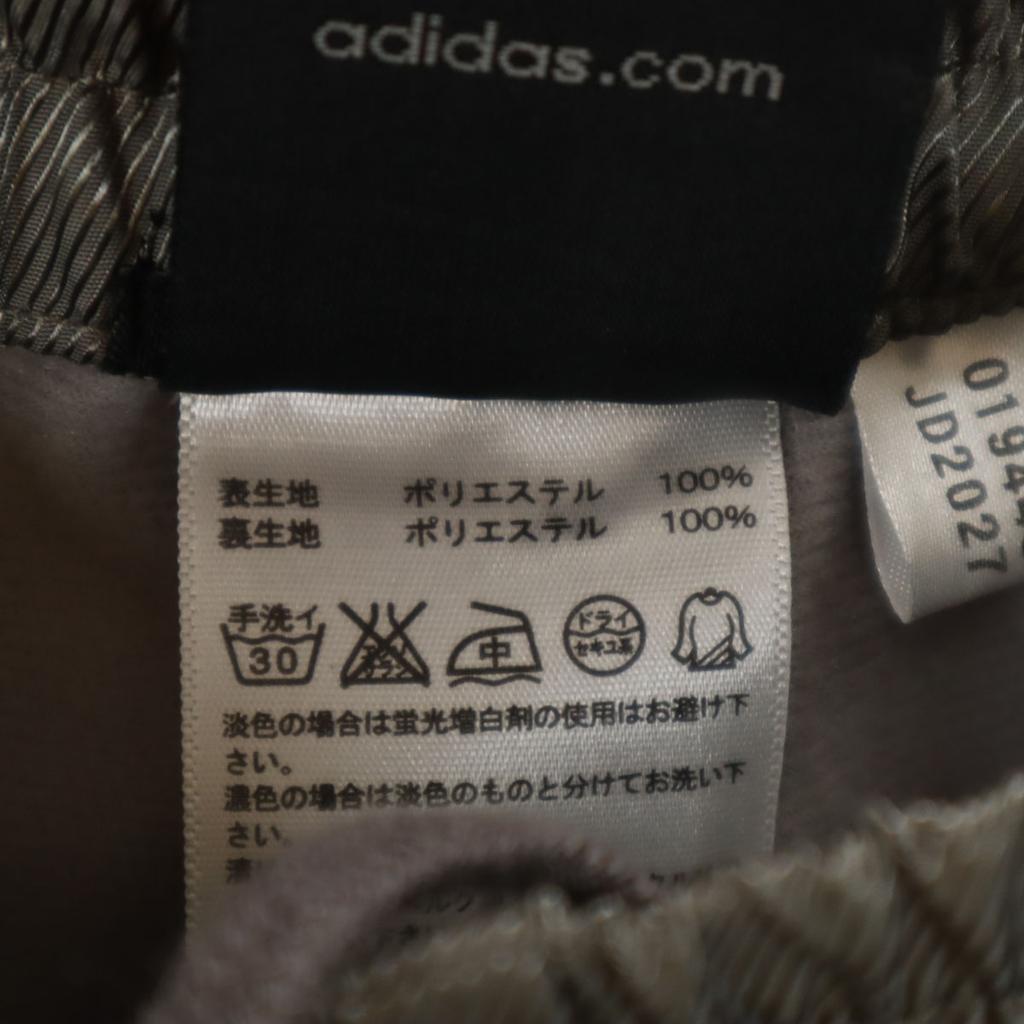 adidas.com
表生地 ポリエステル 100%
裏生地 ポリエステル 100%
手洗イ
30
中
ドライ
セキユ系
淡色の場合は蛍光増白剤の使用はお避け下
さい。
濃色の場合は淡色のものと分けてお洗い下
さい。
JD2027